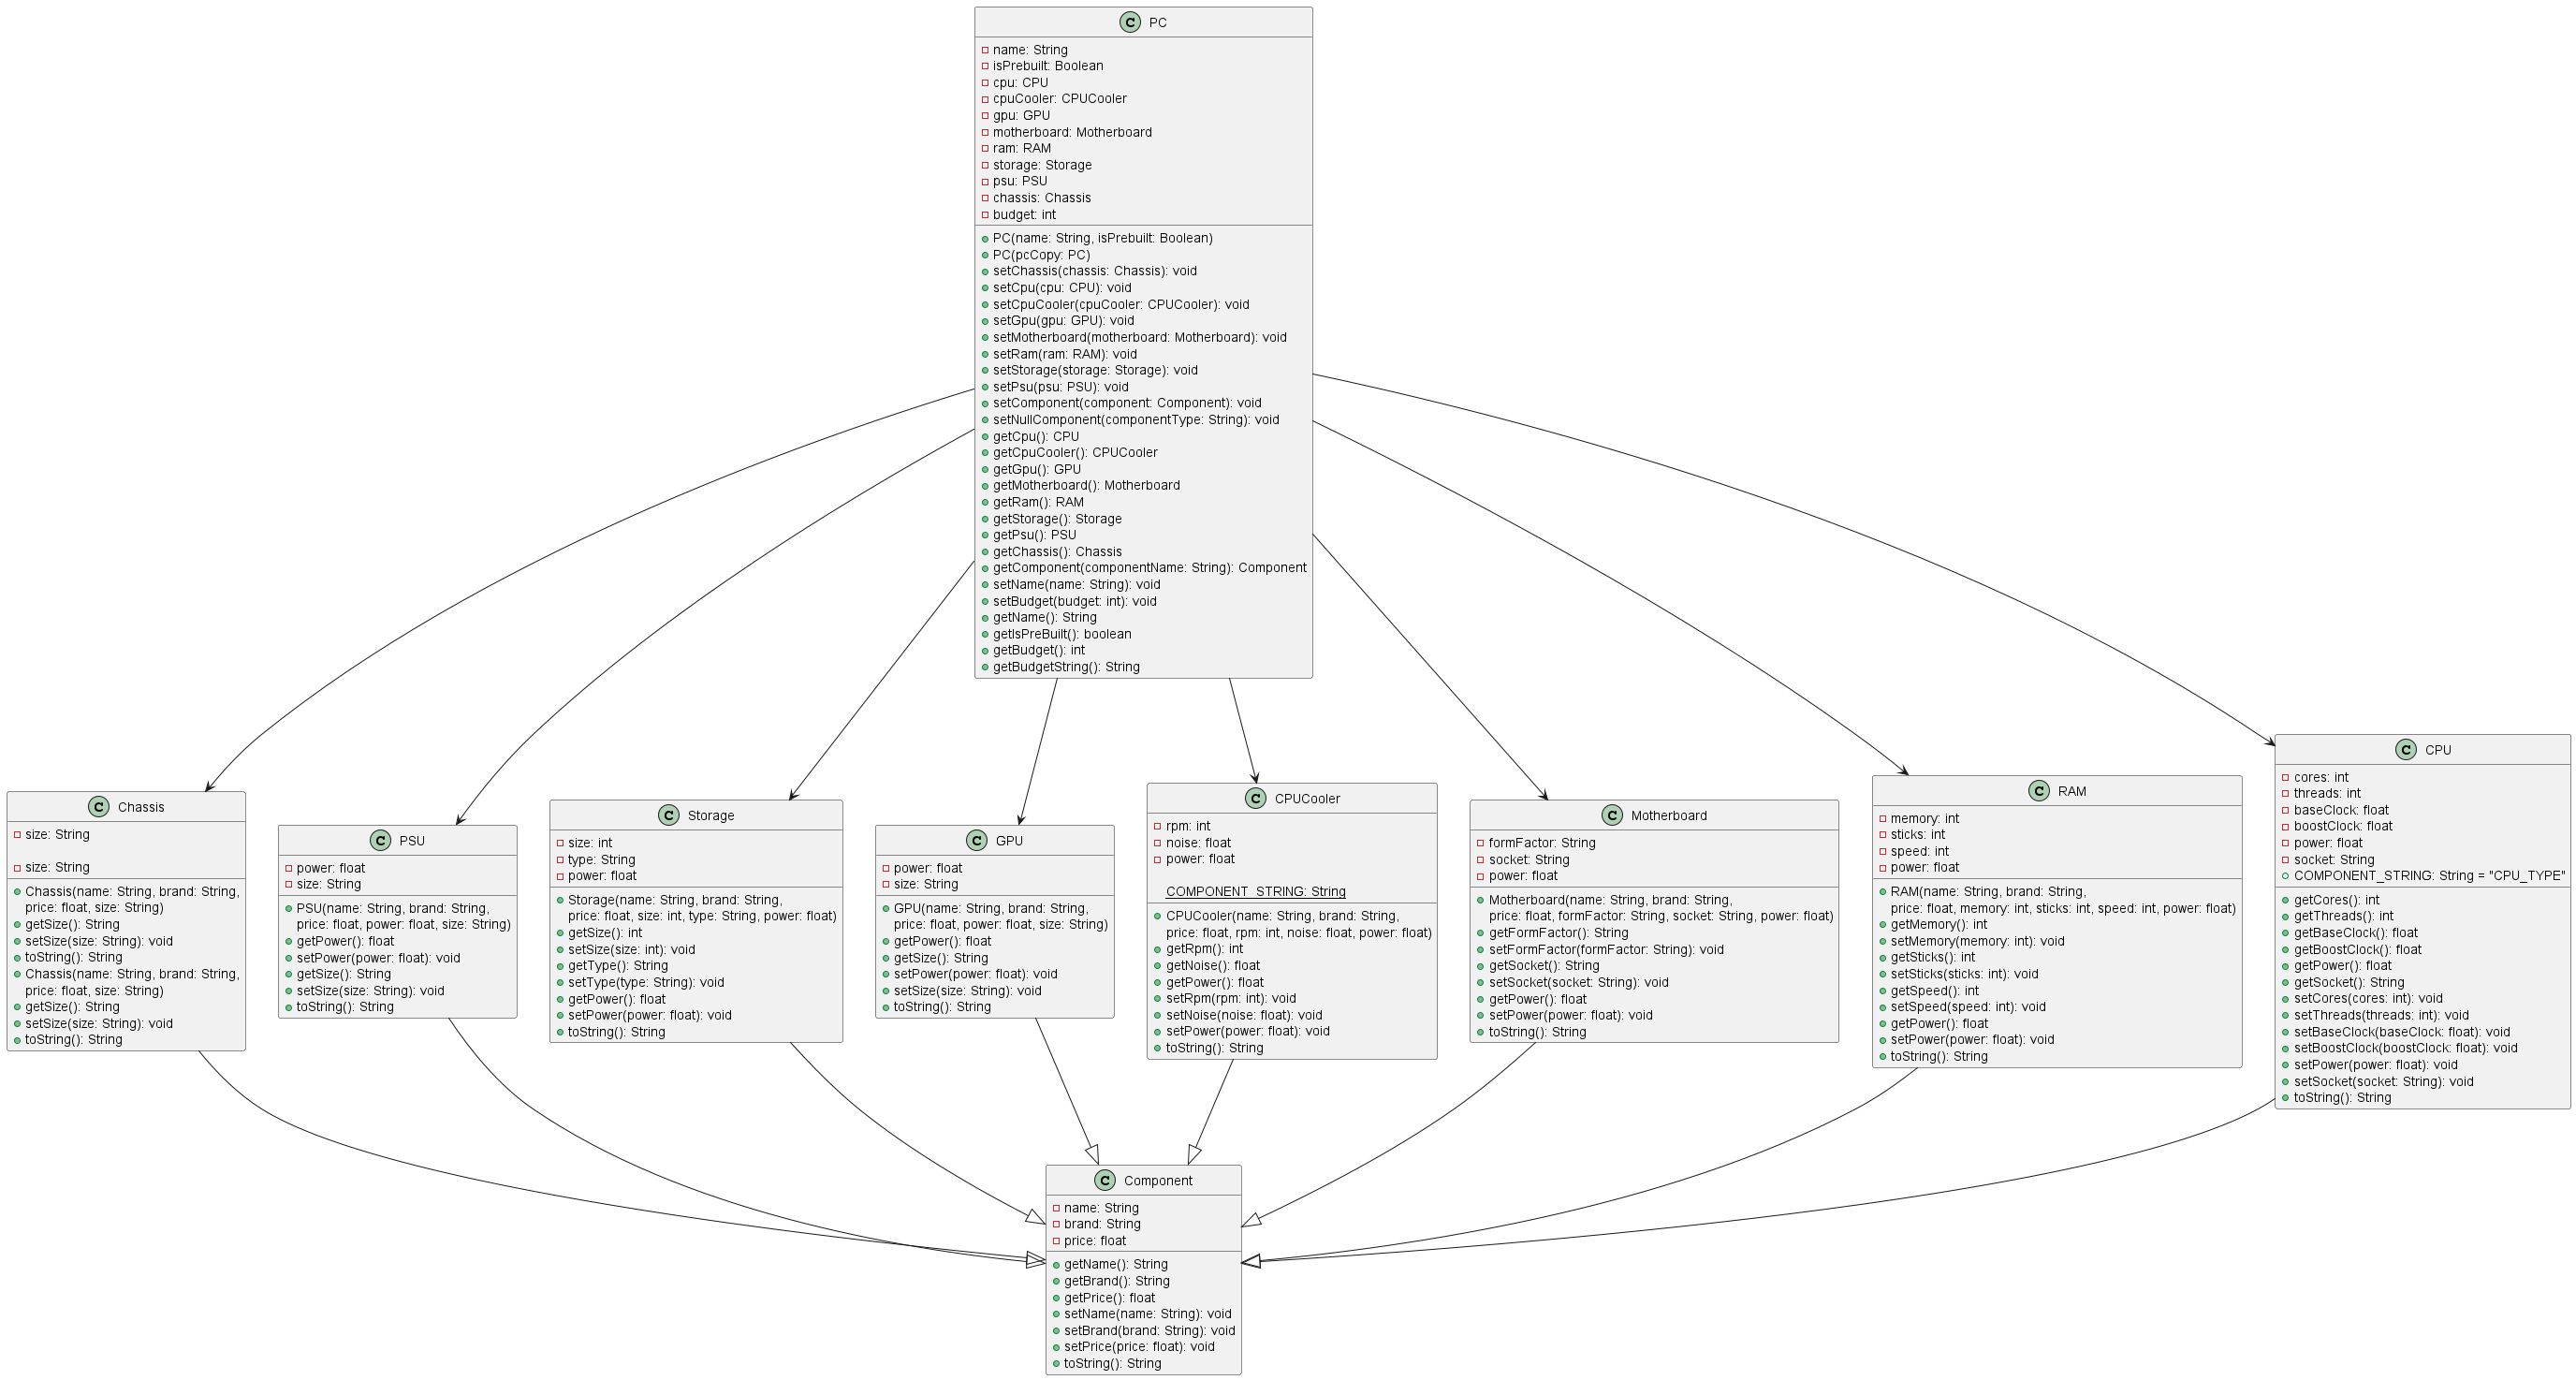 C PC
name: String
isPrebuilt: Boolean
cpu: CPU
cpuCooler: CPUCooler
gpu: GPU
motherboard: Motherboard
ram: RAM
storage: Storage
psu: PSU
chassis: Chassis
budget: int
PC(name: String, isPrebuilt: Boolean)
PC(pcCopy: PC)
setChassis(chassis: Chassis): void
setCpu(cpu: CPU): void
setCpuCooler(cpuCooler: CPUCooler): void
setGpu(gpu: GPU): void
setMotherboard(motherboard: Motherboard): void
setRam(ram: RAM): void
setStorage(storage: Storage): void
setPsu(psu: PSU): void
setComponent(component: Component): void
setNullComponent(componentType: String): void
getCpu(): CPU
getCpuCooler(): CPUCooler
getGpu(): GPU
getMotherboard(): Motherboard
getRam(): RAM
getStorage(): Storage
getPsu(): PSU
getChassis(): Chassis
getComponent(componentName: String): Component
setName(name: String): void
setBudget(budget: int): void
getName(): String
getIsPreBuilt(): boolean
getBudget(): int
getBudgetString(): String
C Chassis
size: String
size: String
Chassis(name: String, brand: String,
price: float, size: String)
getSize(): String
setSize(size: String): void
toString(): String
Chassis(name: String, brand: String,
price: float, size: String)
getSize(): String
setSize(size: String): void
toString(): String
C PSU
power: float
size: String
PSU(name: String, brand: String,
price: float, power: float, size: String)
getPower(): float
setPower(power: float): void
getSize(): String
setSize(size: String): void
toString(): String
C Storage
size: int
type: String
power: float
Storage(name: String, brand: String,
price: float, size: int, type: String, power: float)
getSize(): int
setSize(size: int): void
getType(): String
setType(type: String): void
getPower(): float
setPower(power: float): void
toString(): String
C GPU
power: float
size: String
GPU(name: String, brand: String,
price: float, power: float, size: String)
getPower(): float
getSize(): String
setPower(power: float): void
setSize(size: String): void
toString(): String
C CPUCooler
rpm: int
noise: float
power: float
COMPONENT_STRING: String
CPUCooler(name: String, brand: String,
price: float, rpm: int, noise: float, power: float)
getRpm(): int
getNoise(): float
getPower(): float
setRpm(rpm: int): void
setNoise(noise: float): void
setPower(power: float): void
toString(): String
C Motherboard
formFactor: String
socket: String
power: float
Motherboard(name: String, brand: String,
price: float, formFactor: String, socket: String, power: float)
getFormFactor(): String
setFormFactor(formFactor: String): void
getSocket(): String
setSocket(socket: String): void
getPower(): float
setPower(power: float): void
toString(): String
C RAM
memory: int
sticks: int
speed: int
power: float
RAM(name: String, brand: String,
price: float, memory: int, sticks: int, speed: int, power: float)
getMemory(): int
setMemory(memory: int): void
getSticks(): int
setSticks(sticks: int): void
getSpeed(): int
setSpeed(speed: int): void
getPower(): float
setPower(power: float): void
toString(): String
C CPU
cores: int
threads: int
baseClock: float
boostClock: float
power: float
socket: String
COMPONENT_STRING: String = "CPU_TYPE"
getCores(): int
getThreads(): int
getBaseClock(): float
getBoostClock(): float
getPower(): float
getSocket(): String
setCores(cores: int): void
setThreads(threads: int): void
setBaseClock(baseClock: float): void
setBoostClock(boostClock: float): void
setPower(power: float): void
setSocket(socket: String): void
toString(): String
C Component
name: String
brand: String
price: float
getName(): String
getBrand(): String
getPrice(): float
setName(name: String): void
setBrand(brand: String): void
setPrice(price: float): void
toString(): String